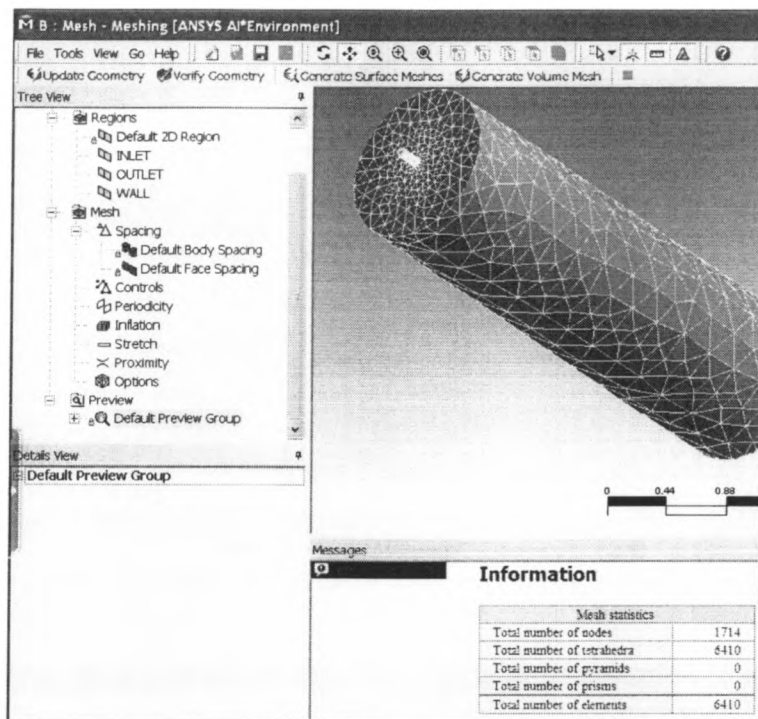 B : Mesh - Meshing [ANSYS AI*Environment]
File Tools View Go Help
Update Geometry Verify Geometry Generate Surface Meshes Generate Volume Mesh
Tree View
Regions
Default 2D Region
INLET
OUTLET
WALL
Mesh
Spacing
Default Body Spacing
Default Face Spacing
Controls
Periodicity
Inflation
Stretch
Proximity
Options
Preview
Default Preview Group
Details View
Default Preview Group
0 0.44 0.88
Messages
Information
Mesh statistics
Total number of nodes 1714
Total number of tetrahedra 6410
Total number of pyramids 0
Total number of prisms 0
Total number of elements 6410